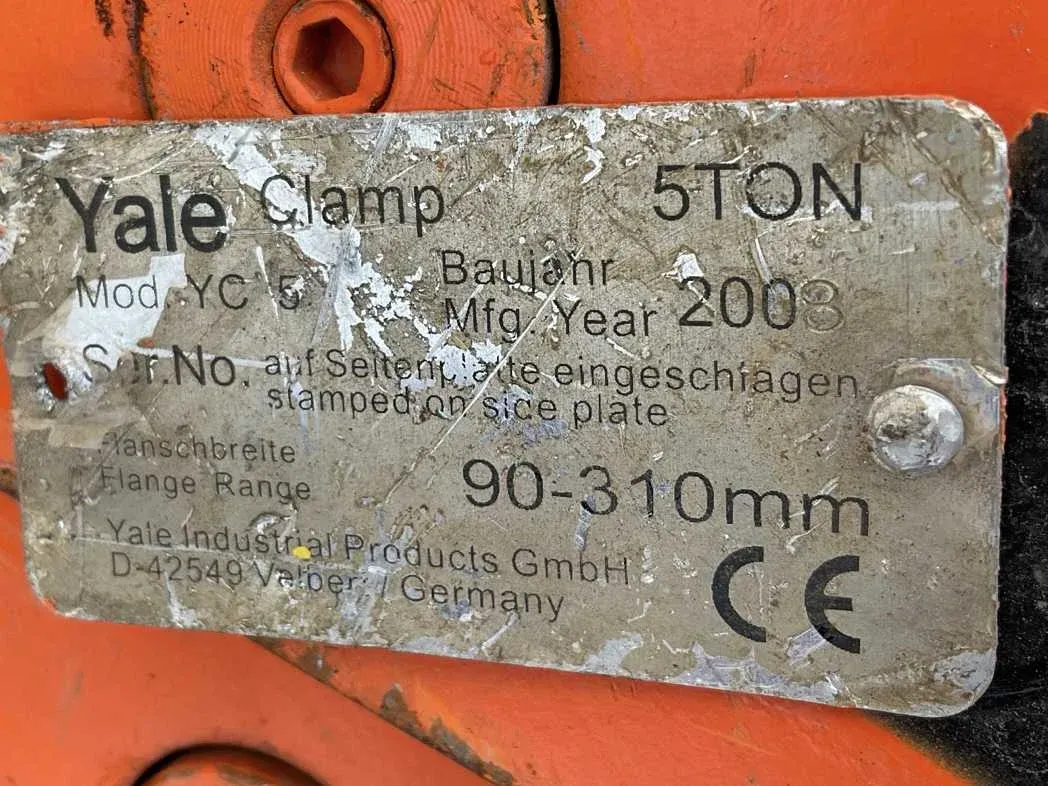 Yale Clamp 5TON
Mod. YC 5
Baujahr
Mfg. Year 2008
Ser.No. auf Seitenplatte eingeschlagen
stamped on side plate
Flanschbreite
Flange Range
90-310mm
Yale Industrial Products GmbH
D-42549 Velbert / Germany
CE